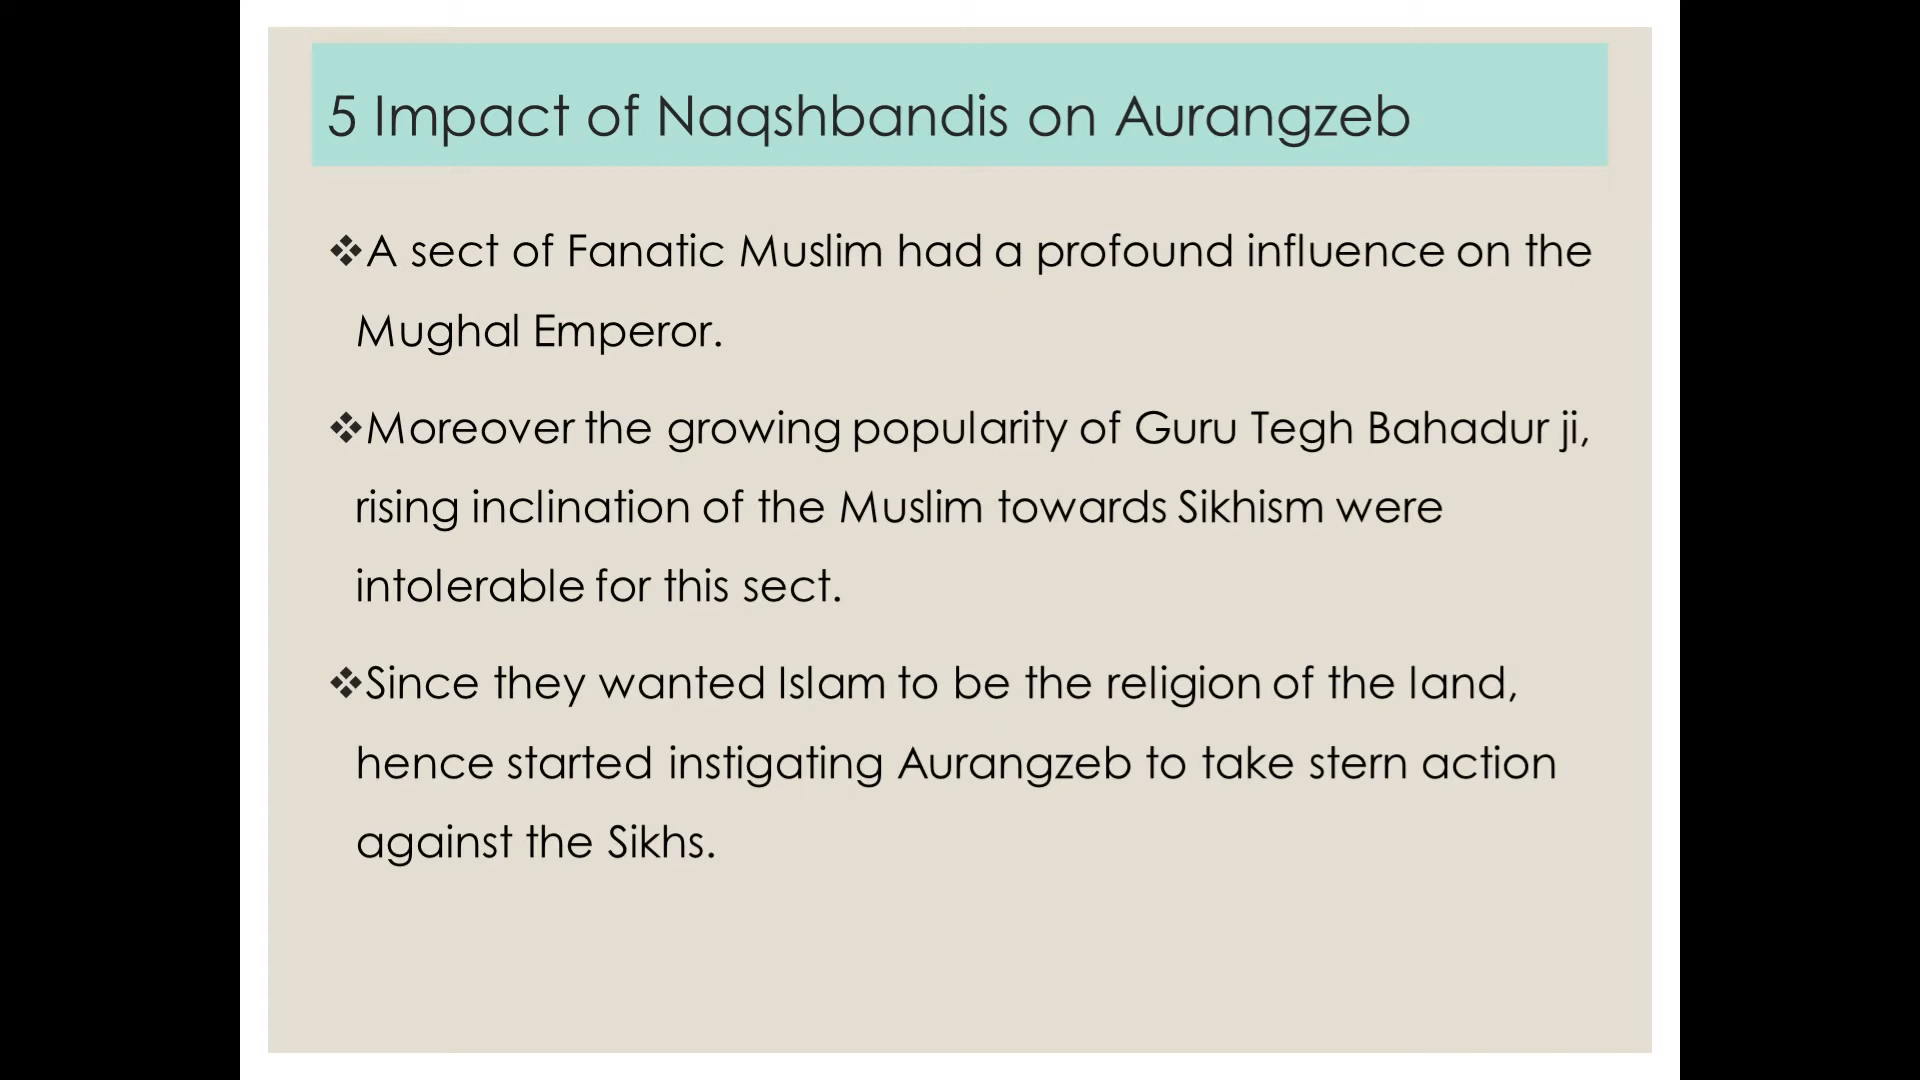 5 Impact of Naqshbandis on Aurangzeb
❖A sect of Fanatic Muslim had a profound influence on the
Mughal Emperor.
❖Moreover the growing popularity of Guru Tegh Bahadur ji,
rising inclination of the Muslim towards Sikhism were
intolerable for this sect.
❖Since they wanted Islam to be the religion of the land,
hence started instigating Aurangzeb to take stern action
against the Sikhs.